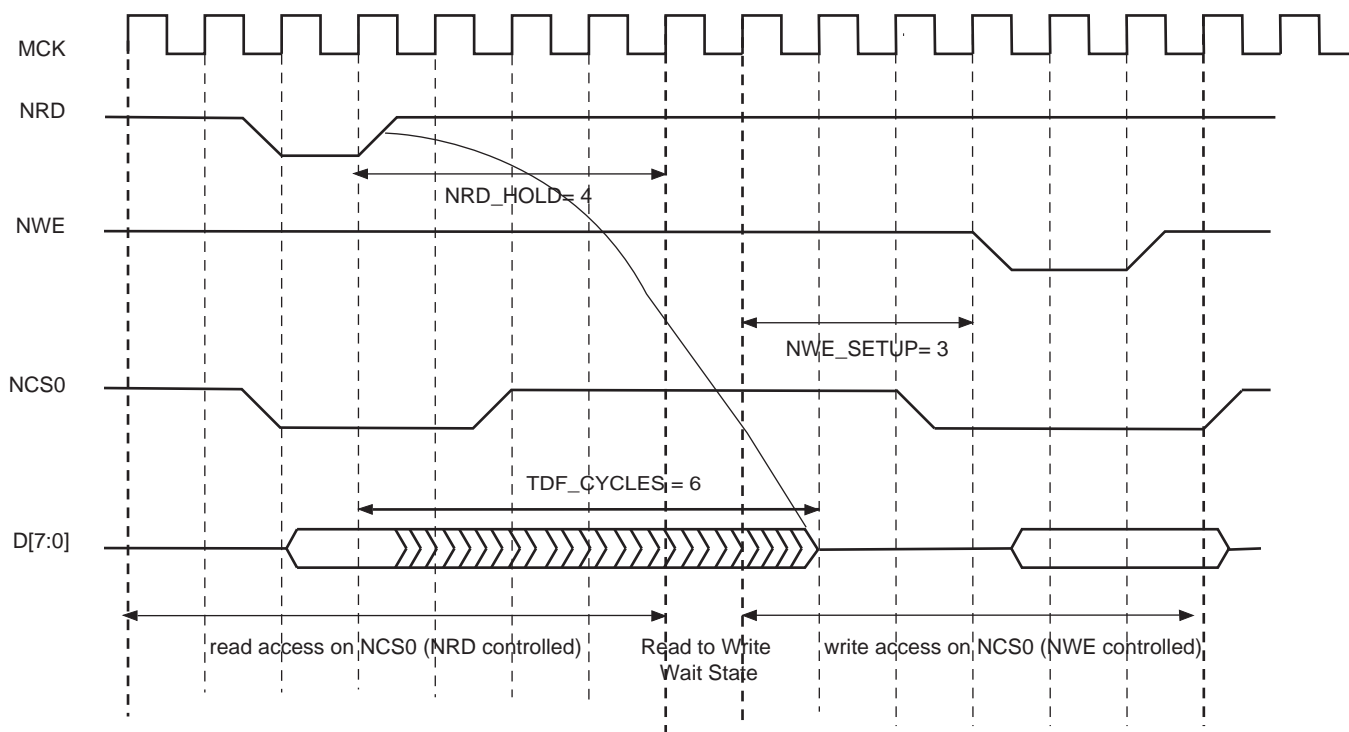 MCK
NRD
NRD_HOLD= 4
NWE
NWE_SETUP= 3
NCS0
TDF_CYCLES = 6
D[7:0]
read access on NCS0 (NRD controlled)
Read to Write
Wait State
write access on NCS0 (NWE controlled)